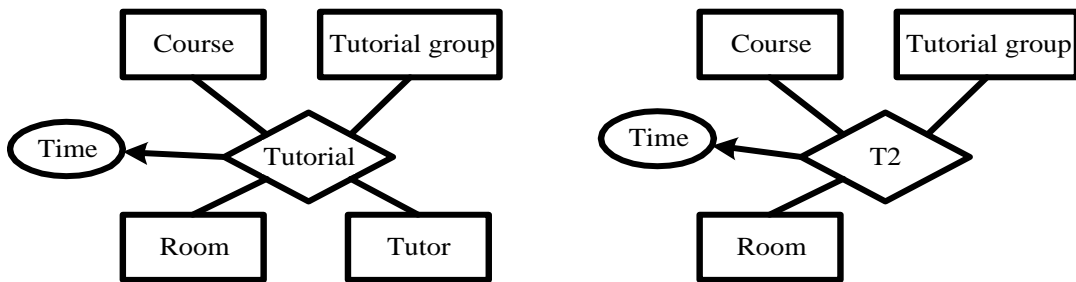 Course
Tutorial group
Time
Tutorial
Room
Tutor
Course
Tutorial group
Time
T2
Room